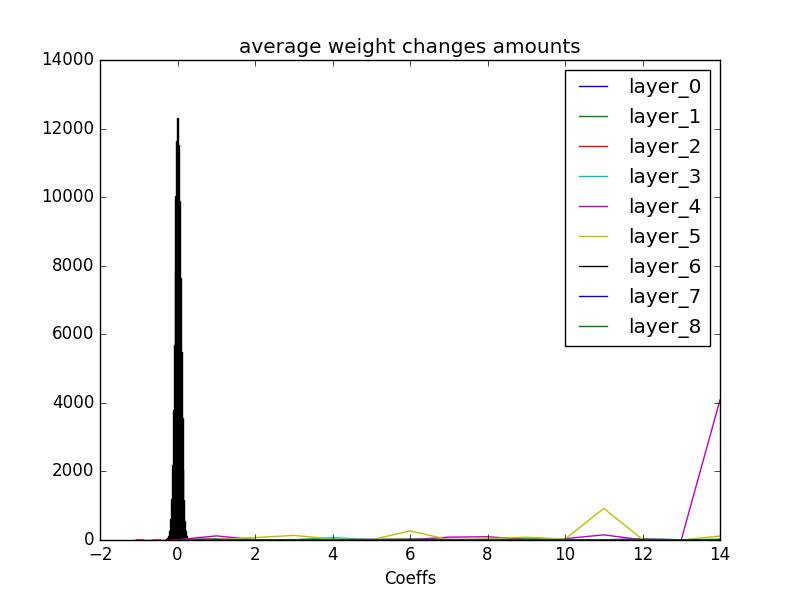 average weight changes amounts
14000
12000
10000
8000
6000
4000
2000
0
−2 0 2 4 6 8 10 12 14
Coeffs
layer_0
layer_1
layer_2
layer_3
layer_4
layer_5
layer_6
layer_7
layer_8